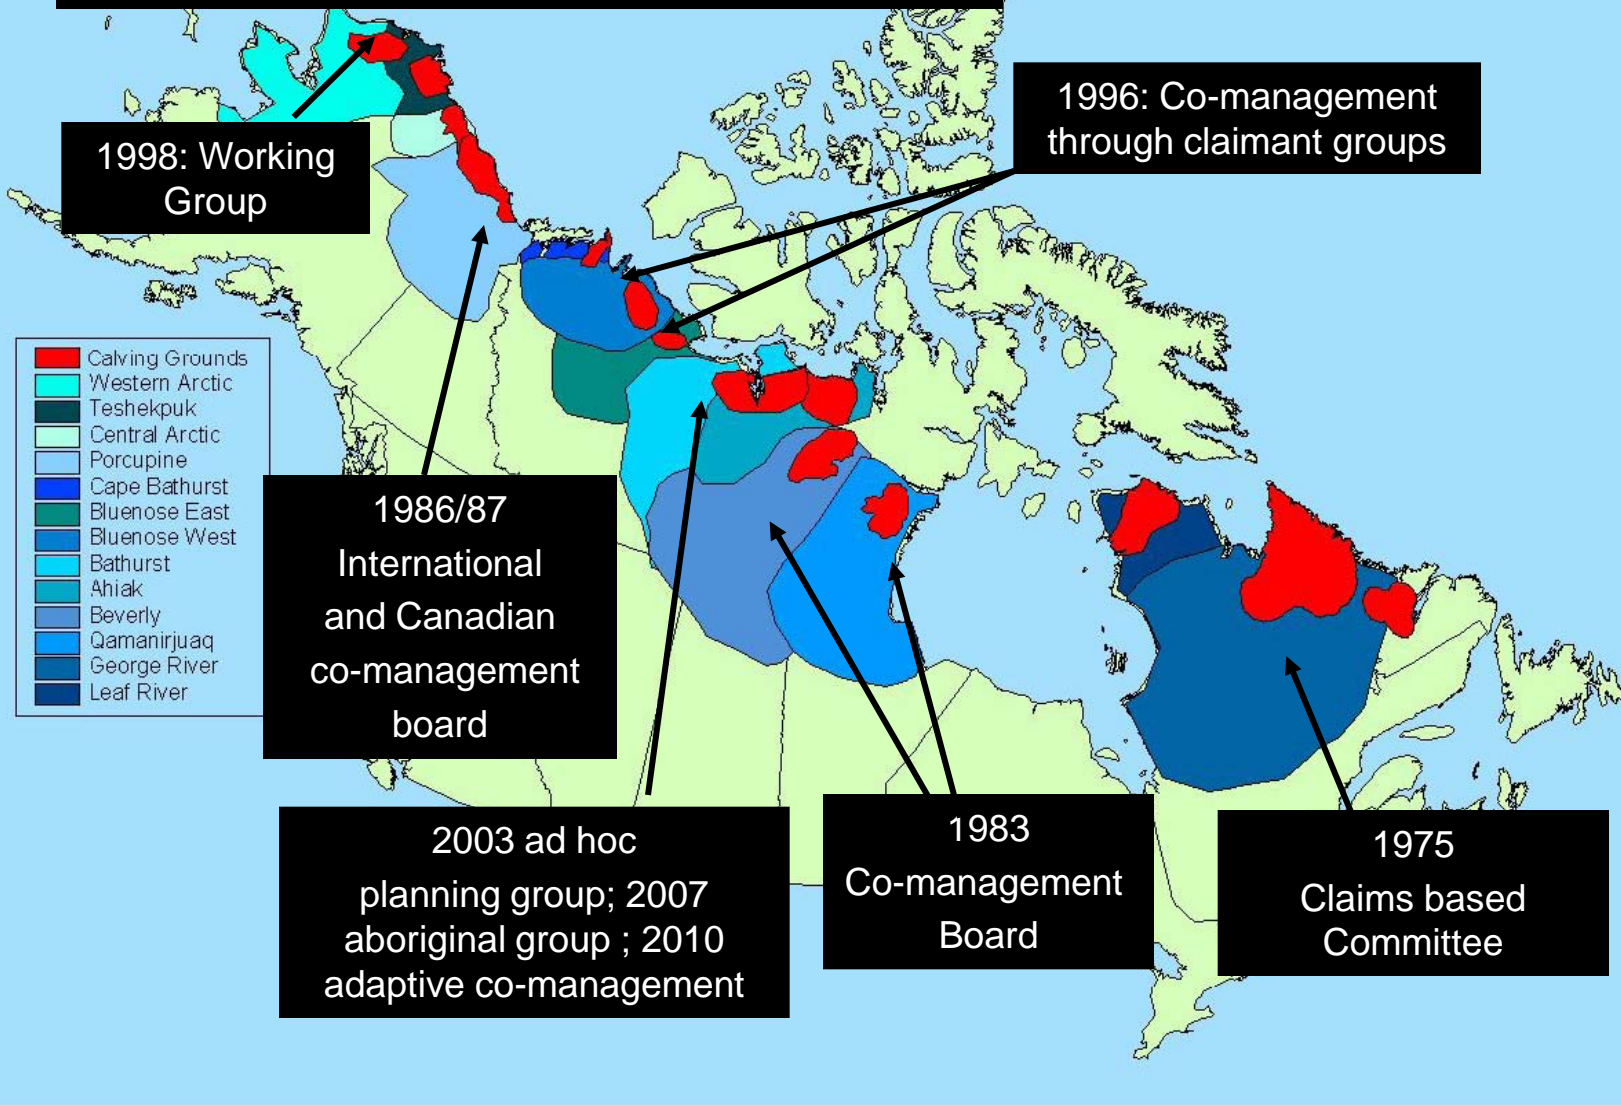 1998: Working
Group
1996: Co-management
through claimant groups
Calving Grounds
Western Arctic
Teshekpuk
Central Arctic
Porcupine
Cape Bathurst
Bluenose East
Bluenose West
Bathurst
Ahiak
Beverly
Qamanirjuaq
George River
Leaf River
1986/87
International
and Canadian
co-management
board
2003 ad hoc
planning group; 2007
aboriginal group ; 2010
adaptive co-management
1983
Co-management
Board
1975
Claims based
Committee